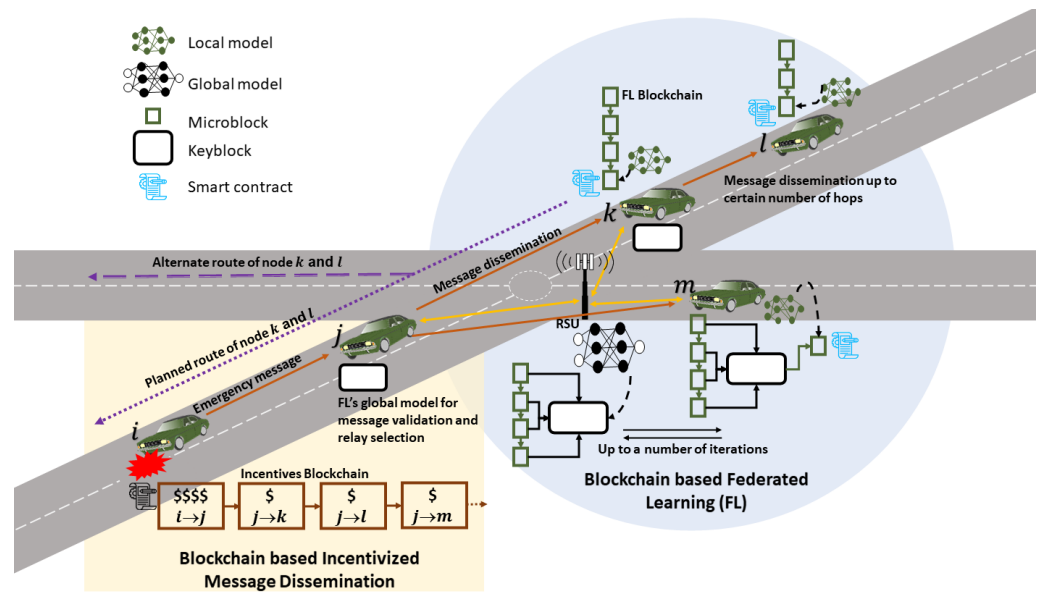 Local model
Global model
Microblock
Keyblock
Smart contract
FL Blockchain
l
k
Message dissemination up to
certain number of hops
Message dissemination
Alternate route of node k and l
m
RSU
j
Planned route of node k and l
Emergency message
FL's global model for
message validation and
relay selection
i
Up to a number of iterations
Blockchain based Federated
Learning (FL)
Incentives Blockchain
$$$$ $ $ $
i→j j→k j→l j→m
Blockchain based Incentivized
Message Dissemination